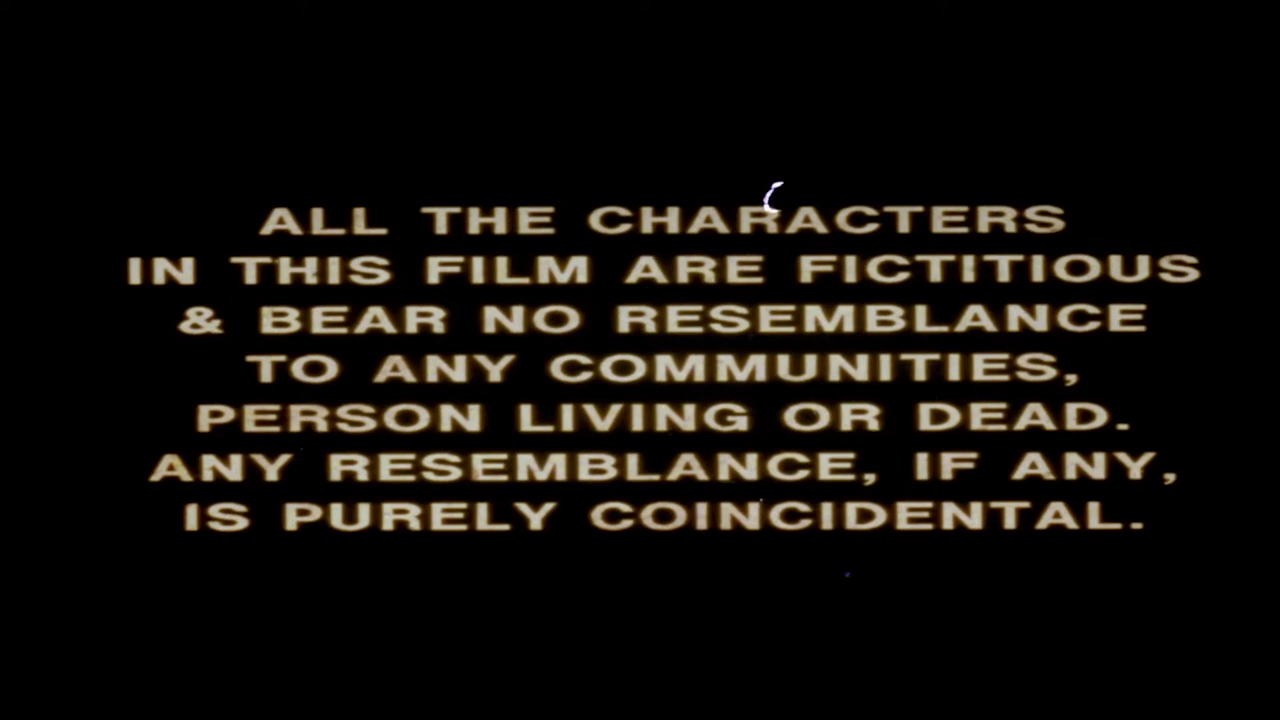 ALL THE CHARACTERS
IN THIS FILM ARE FICTITIOUS
& BEAR NO RESEMBLANCE
TO ANY COMMUNITIES,
PERSON LIVING OR DEAD.
ANY RESEMBLANCE, IF ANY,
IS PURELY COINCIDENTAL.